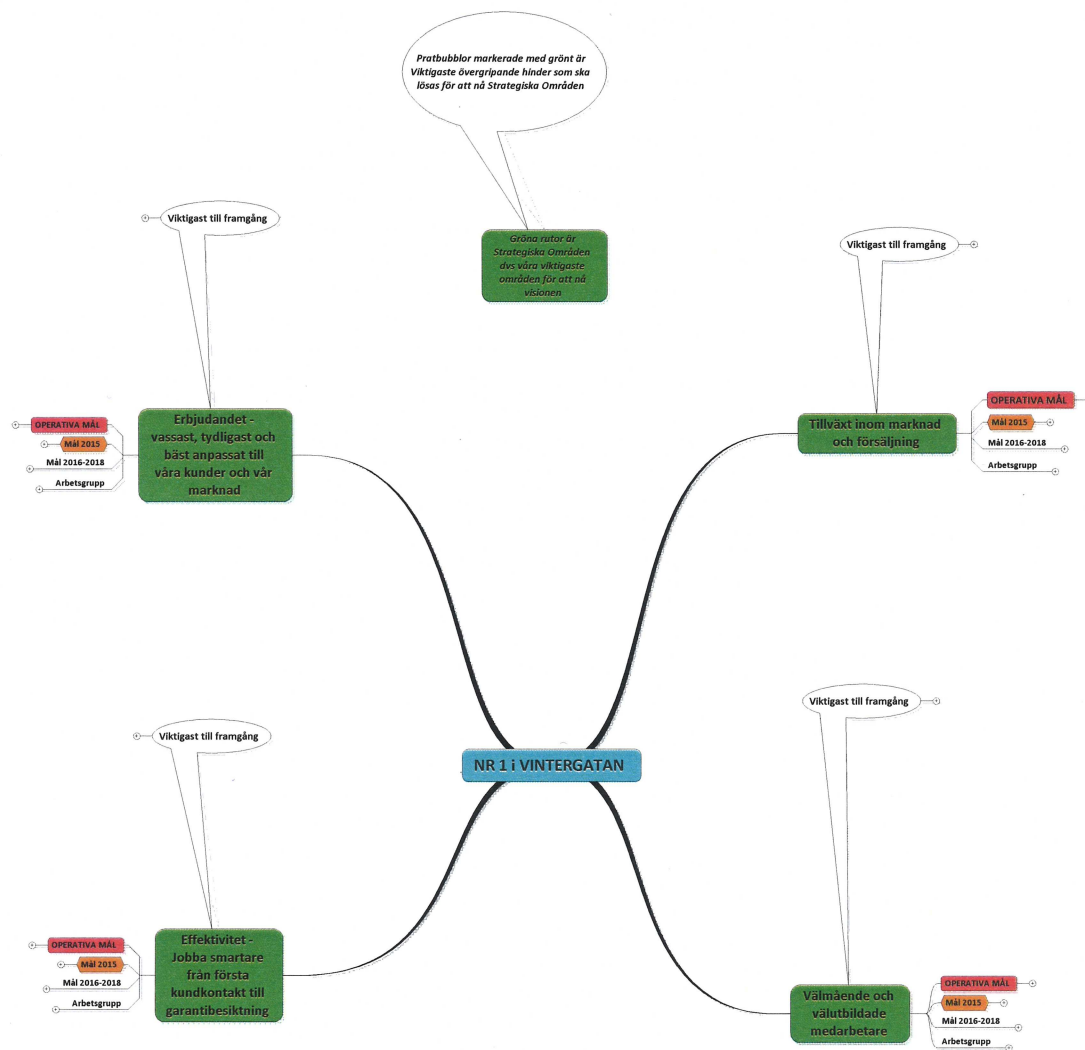 Pratbubblor markerade med grönt är
Viktigaste övergripande hinder som ska
lösas för att nå Strategiska Områden
Gröna rutor är
Strategiska Områden
dvs våra viktigaste
områden för att nå
visionen
Viktigast till framgång
OPERATIVA MÅL
Mål 2015
Mål 2016-2018
Arbetsgrupp
Erbjudandet -
vassast, tydligast och
bäst anpassat till
våra kunder och vår
marknad
Viktigast till framgång
Tillväxt inom marknad
och försäljning
OPERATIVA MÅL
Mål 2015
Mål 2016-2018
Arbetsgrupp
NR 1 i VINTERGATAN
Viktigast till framgång
OPERATIVA MÅL
Mål 2015
Mål 2016-2018
Arbetsgrupp
Effektivitet -
Jobba smartare
från första
kundkontakt till
garantibesiktning
Viktigast till framgång
Välmående och
välutbildade
medarbetare
OPERATIVA MÅL
Mål 2015
Mål 2016-2018
Arbetsgrupp